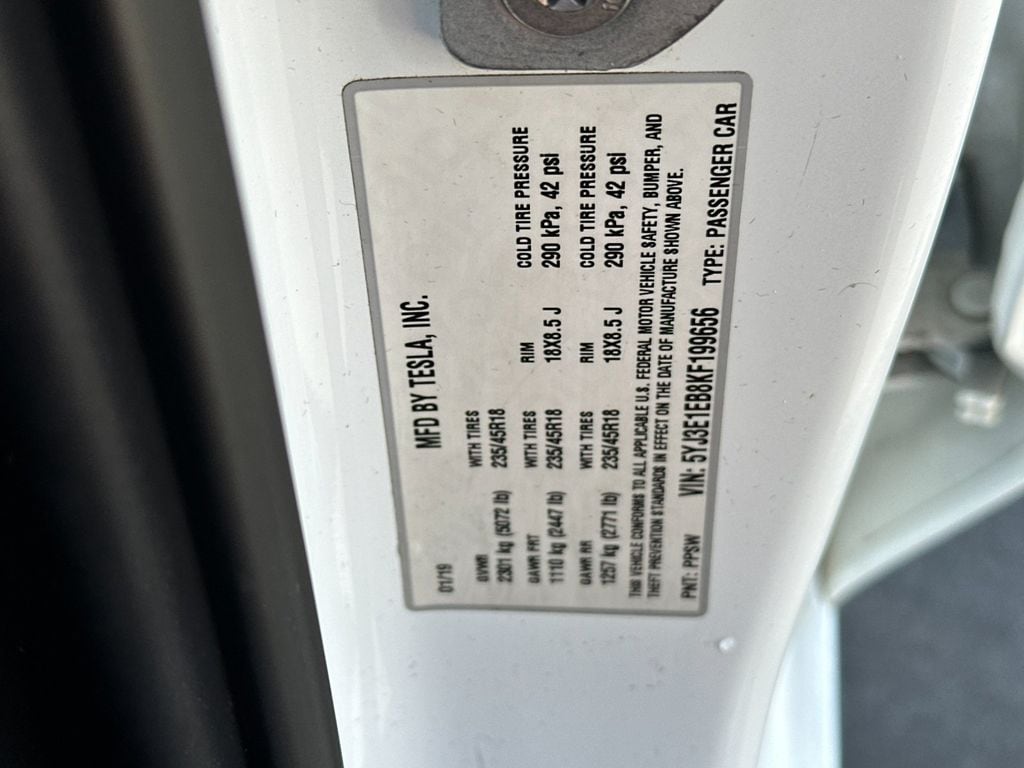 MFD BY TESLA, INC.
01/19
GVWR WITH TIRES RIM COLD TIRE PRESSURE
2301 kg (5072 lb) 235/45R18 18X8.5 J 290 kPa, 42 psi
GAWR FRT WITH TIRES
1110 kg (2447 lb) 235/45R18
GAWR RR WITH TIRES RIM COLD TIRE PRESSURE
1257 kg (2771 lb) 235/45R18 18X8.5 J 290 kPa, 42 psi
THIS VEHICLE CONFORMS TO ALL APPLICABLE U.S. FEDERAL MOTOR VEHICLE SAFETY, BUMPER, AND
THEFT PREVENTION STANDARDS IN EFFECT ON THE DATE OF MANUFACTURE SHOWN ABOVE.
PNT: PPSW VIN: 5YJ3E1EB8KF199656 TYPE: PASSENGER CAR